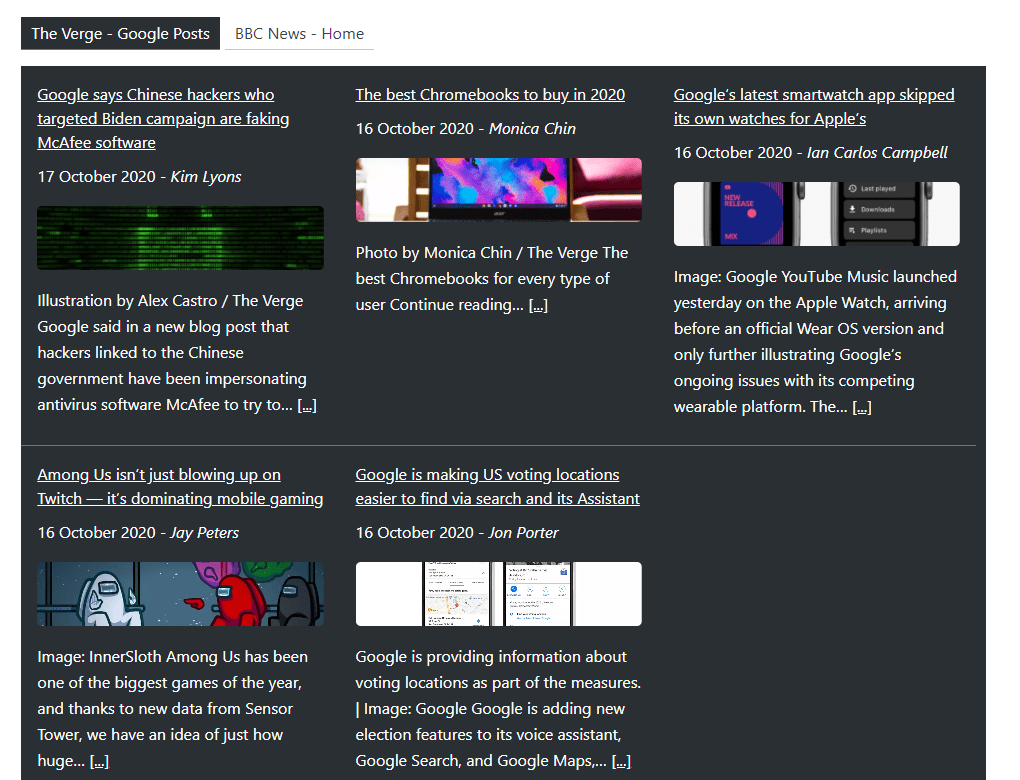 The Verge - Google Posts
BBC News - Home
Google says Chinese hackers who
targeted Biden campaign are faking
McAfee software
17 October 2020 - Kim Lyons
Illustration by Alex Castro / The Verge
Google said in a new blog post that
hackers linked to the Chinese
government have been impersonating
antivirus software McAfee to try to... [...]
The best Chromebooks to buy in 2020
16 October 2020 - Monica Chin
acer
Photo by Monica Chin / The Verge The
best Chromebooks for every type of
user Continue reading... [...]
Google’s latest smartwatch app skipped
its own watches for Apple’s
16 October 2020 - Ian Carlos Campbell
NEW
RELEASE
MIX
Last played
Downloads
Playlists
Image: Google YouTube Music launched
yesterday on the Apple Watch, arriving
before an official Wear OS version and
only further illustrating Google’s
ongoing issues with its competing
wearable platform. The... [...]
Among Us isn’t just blowing up on
Twitch — it’s dominating mobile gaming
16 October 2020 - Jay Peters
Image: InnerSloth Among Us has been
one of the biggest games of the year,
and thanks to new data from Sensor
Tower, we have an idea of just how
huge... [...]
Google is making US voting locations
easier to find via search and its Assistant
16 October 2020 - Jon Porter
Google is providing information about
voting locations as part of the measures.
| Image: Google Google is adding new
election features to its voice assistant,
Google Search, and Google Maps,... [...]